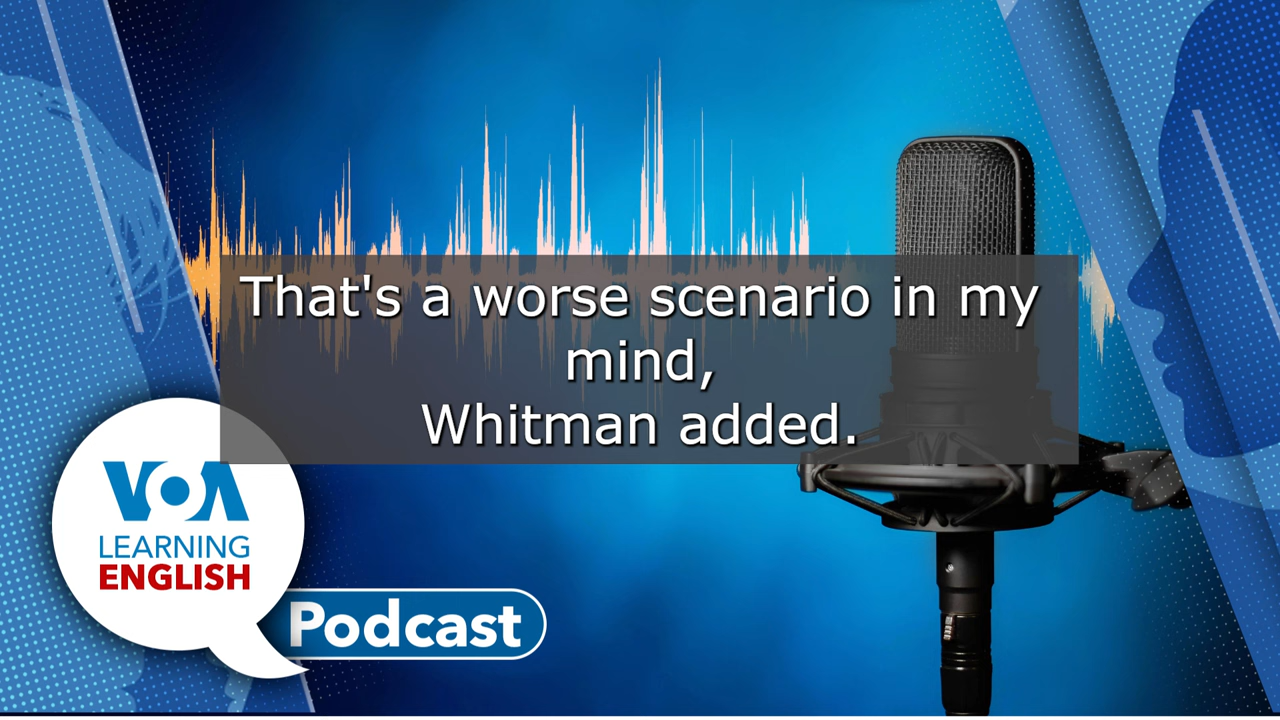 That's a worse scenario in my
mind,
Whitman added.
VOA
LEARNING
ENGLISH
Podcast